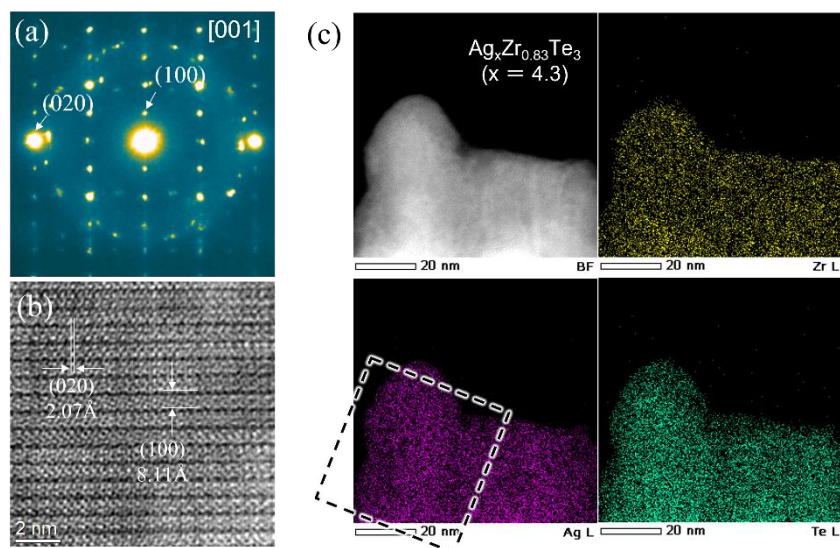 (a)
[001]
(100)
(020)
(b)
(020)
2.07Å
(100)
8.11Å
2 nm
(c)
AgₓZr₀.₈₃Te₃
(x = 4.3)
20 nm
BF
20 nm
Zr L
20 nm
Ag L
20 nm
Te L